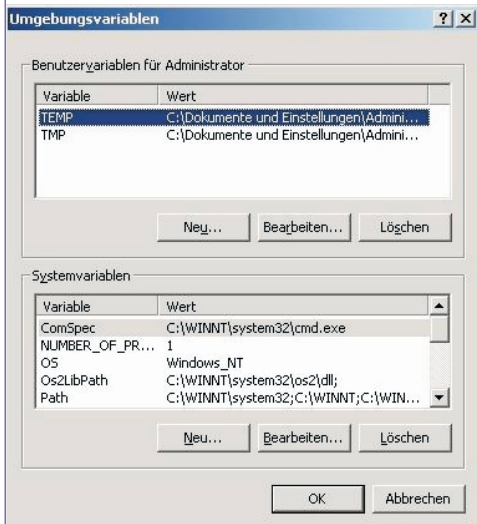 Umgebungsvariablen
Benutzervariablen für Administrator
Variable Wert
TEMP C:\Dokumente und Einstellungen\Admini...
TMP C:\Dokumente und Einstellungen\Admini...
Neu... Bearbeiten... Löschen
Systemvariablen
Variable Wert
ComSpec C:\WINNT\system32\cmd.exe
NUMBER_OF_PR... 1
OS Windows_NT
Os2LibPath C:\WINNT\system32\os2\dll;
Path C:\WINNT\system32;C:\WINNT;C:\WIN...
Neu... Bearbeiten... Löschen
OK Abbrechen